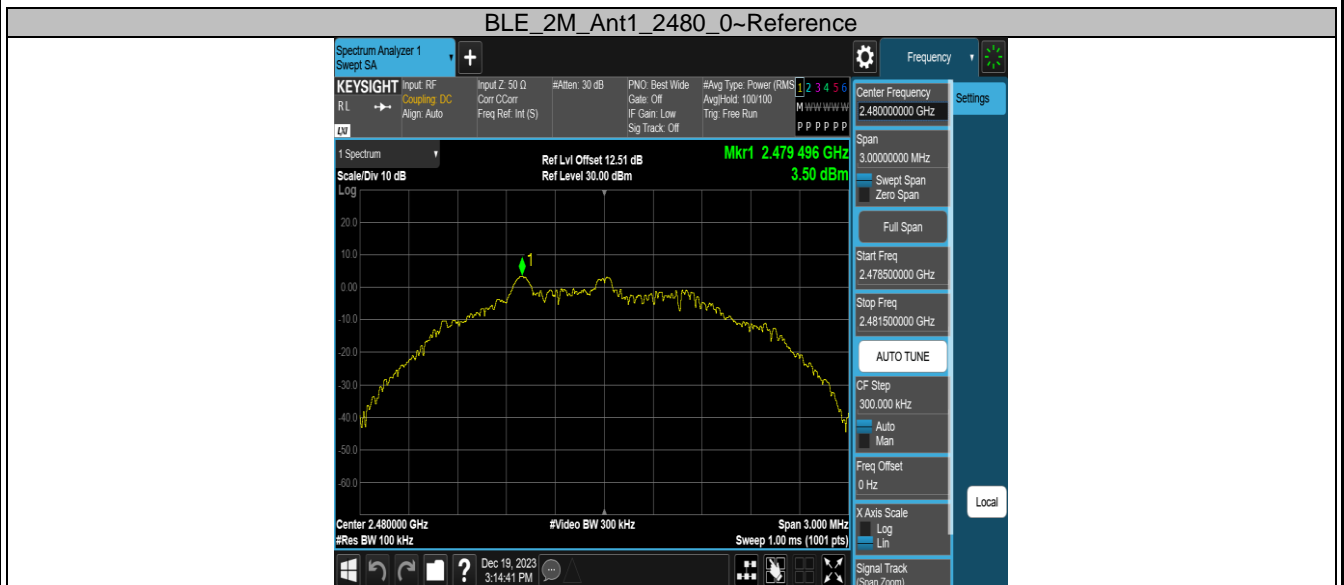 BLE_2M_Ant1_2480_0~Reference
Spectrum Analyzer 1
Swept SA
+
Frequency
KEYSIGHT
RL
LXI
Input: RF
Coupling: DC
Align: Auto
Input Z: 50 Ω
Corr CCorr
Freq Ref: Int (S)
#Atten: 30 dB
PNO: Best Wide
Gate: Off
IF Gain: Low
Sig Track: Off
#Avg Type: Power (RMS
Avg|Hold: 100/100
Trig: Free Run
1 2 3 4 5 6
M W W W W W
P P P P P P
1 Spectrum
Scale/Div 10 dB
Log
Ref Lvl Offset 12.51 dB
Ref Level 30.00 dBm
Mkr1 2.479 496 GHz
3.50 dBm
20.0
10.0
0.00
-10.0
-20.0
-30.0
-40.0
-50.0
-60.0
1
Center 2.480000 GHz
#Res BW 100 kHz
#Video BW 300 kHz
Span 3.000 MHz
Sweep 1.00 ms (1001 pts)
Center Frequency
2.480000000 GHz
Settings
Span
3.00000000 MHz
Swept Span
Zero Span
Full Span
Start Freq
2.478500000 GHz
Stop Freq
2.481500000 GHz
AUTO TUNE
CF Step
300.000 kHz
Auto
Man
Freq Offset
0 Hz
X Axis Scale
Log
Lin
Local
Signal Track
(Span Zoom)
?
Dec 19, 2023
3:14:41 PM